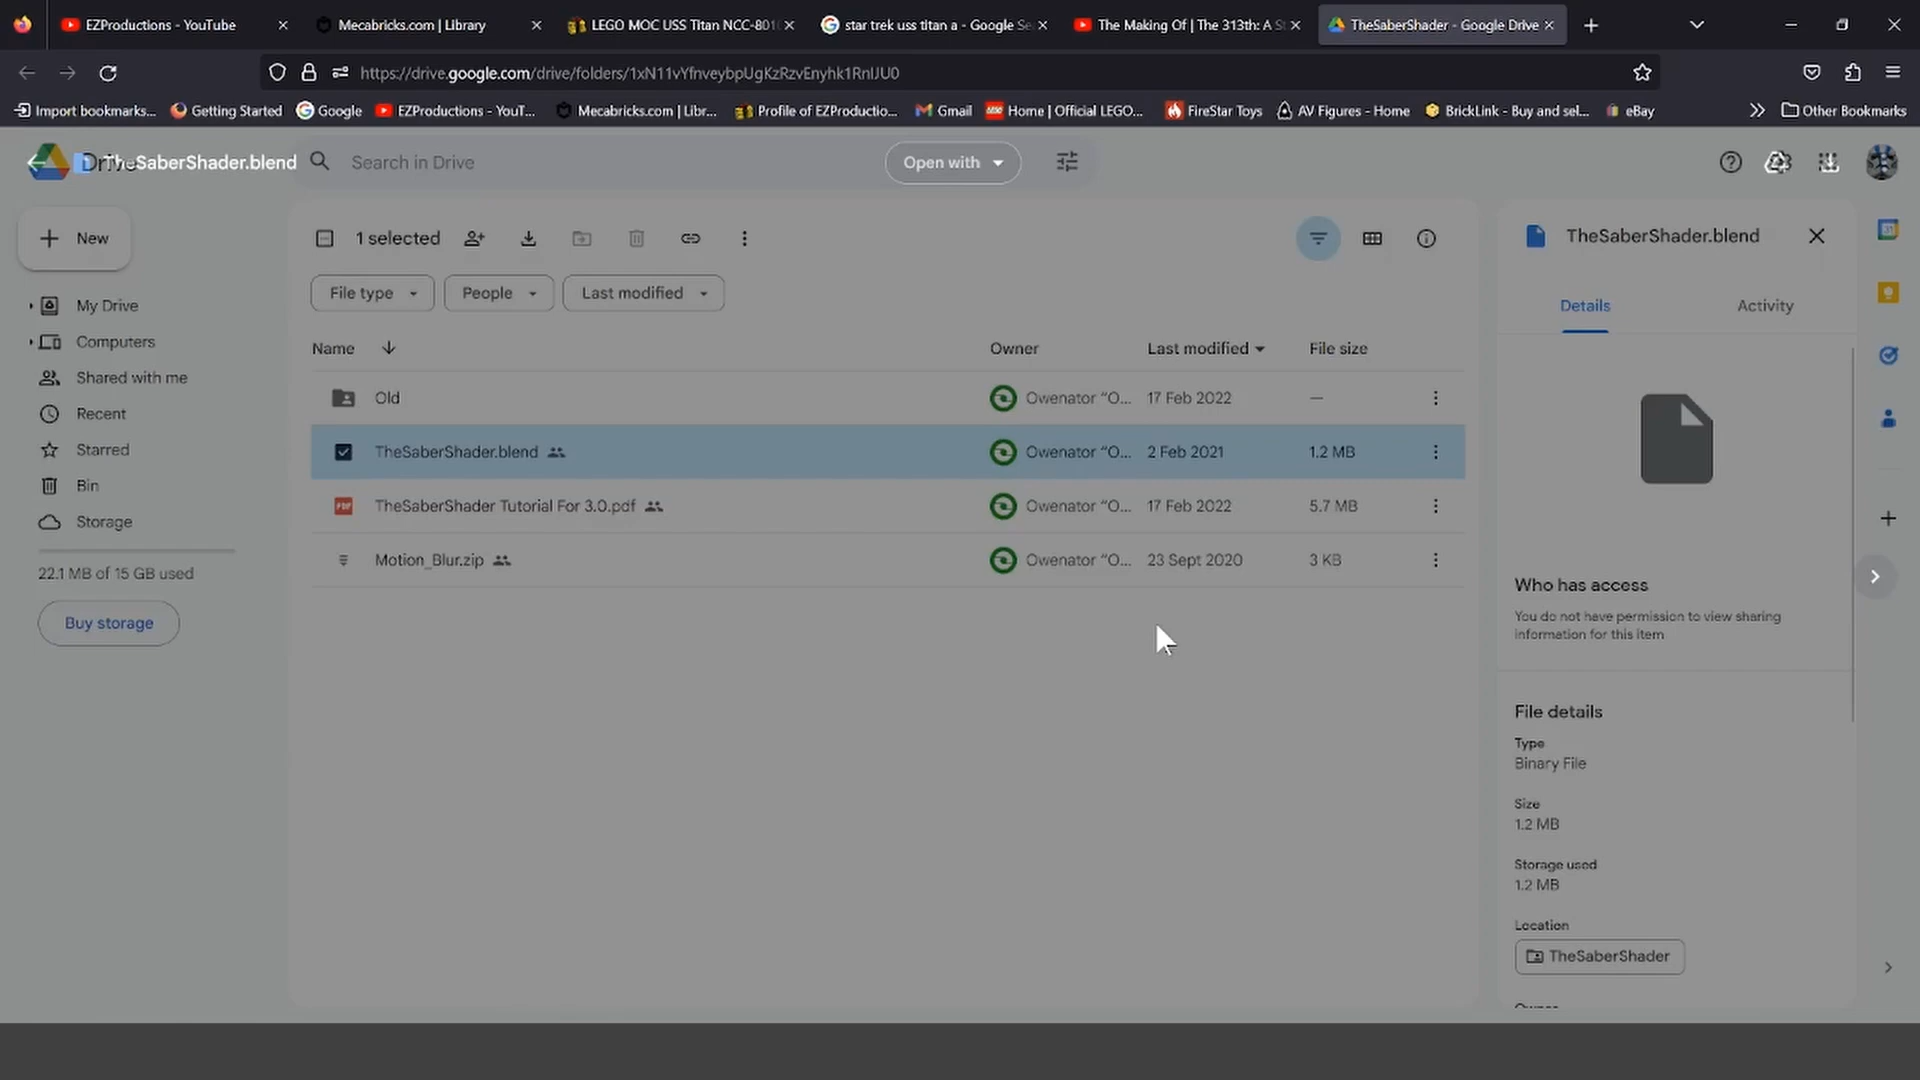 EZProductions - YouTube
Mecabricks.com | Library
LEGO MOC USS Titan NCC-801
star trek uss titan a - Google Se
The Making Of | The 313th: A S
TheSaberShader - Google Drive
https://drive.google.com/drive/folders/1xN11vYfnveybpUgKzRzvEnyhk1RnIJU0
Import bookmarks...
Getting Started
Google
EZProductions - YouT...
Mecabricks.com | Libr...
Profile of EZProductio...
Gmail
Home | Official LEGO...
FireStar Toys
AV Figures - Home
BrickLink - Buy and sel...
eBay
Other Bookmarks
TheSaberShader.blend
Search in Drive
Open with
New
1 selected
TheSaberShader.blend
File type
People
Last modified
Details
Activity
My Drive
Computers
Shared with me
Recent
Starred
Bin
Storage
22.1 MB of 15 GB used
Buy storage
Name
Owner
Last modified
File size
Old
Owenator “O...
17 Feb 2022
—
TheSaberShader.blend
Owenator “O...
2 Feb 2021
1.2 MB
PDF
TheSaberShader Tutorial For 3.0.pdf
Owenator “O...
17 Feb 2022
5.7 MB
Motion_Blur.zip
Owenator “O...
23 Sept 2020
3 KB
Who has access
You do not have permission to view sharing
information for this item
File details
Type
Binary File
Size
1.2 MB
Storage used
1.2 MB
Location
TheSaberShader